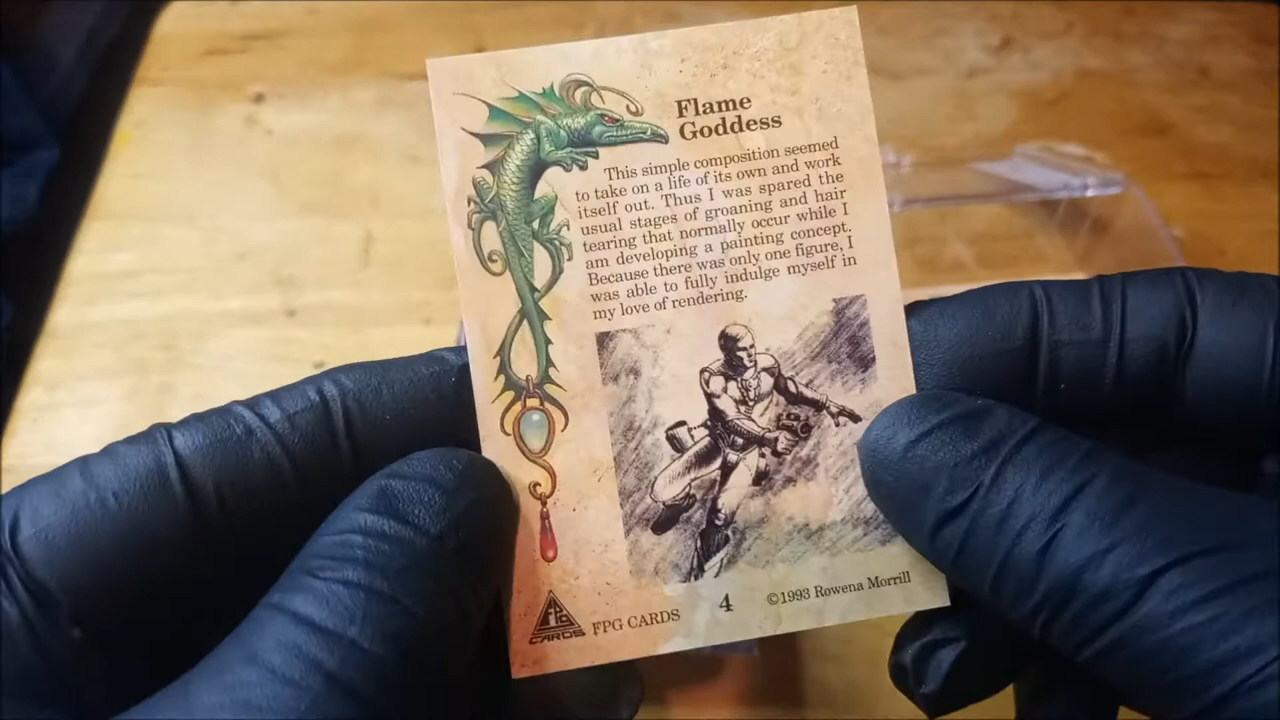 Flame
Goddess
This simple composition seemed
to take on a life of its own and work
itself out. Thus I was spared the
usual stages of groaning and hair
tearing that normally occur while I
am developing a painting concept.
Because there was only one figure, I
was able to fully indulge myself in
my love of rendering.
FPG
CARDS
FPG CARDS 4 ©1993 Rowena Morrill